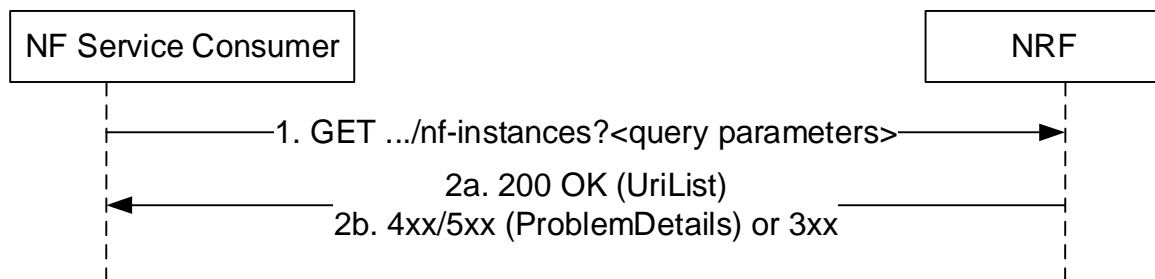 NF Service Consumer
NRF
1. GET .../nf-instances?<query parameters>
2a. 200 OK (UriList)
2b. 4xx/5xx (ProblemDetails) or 3xx